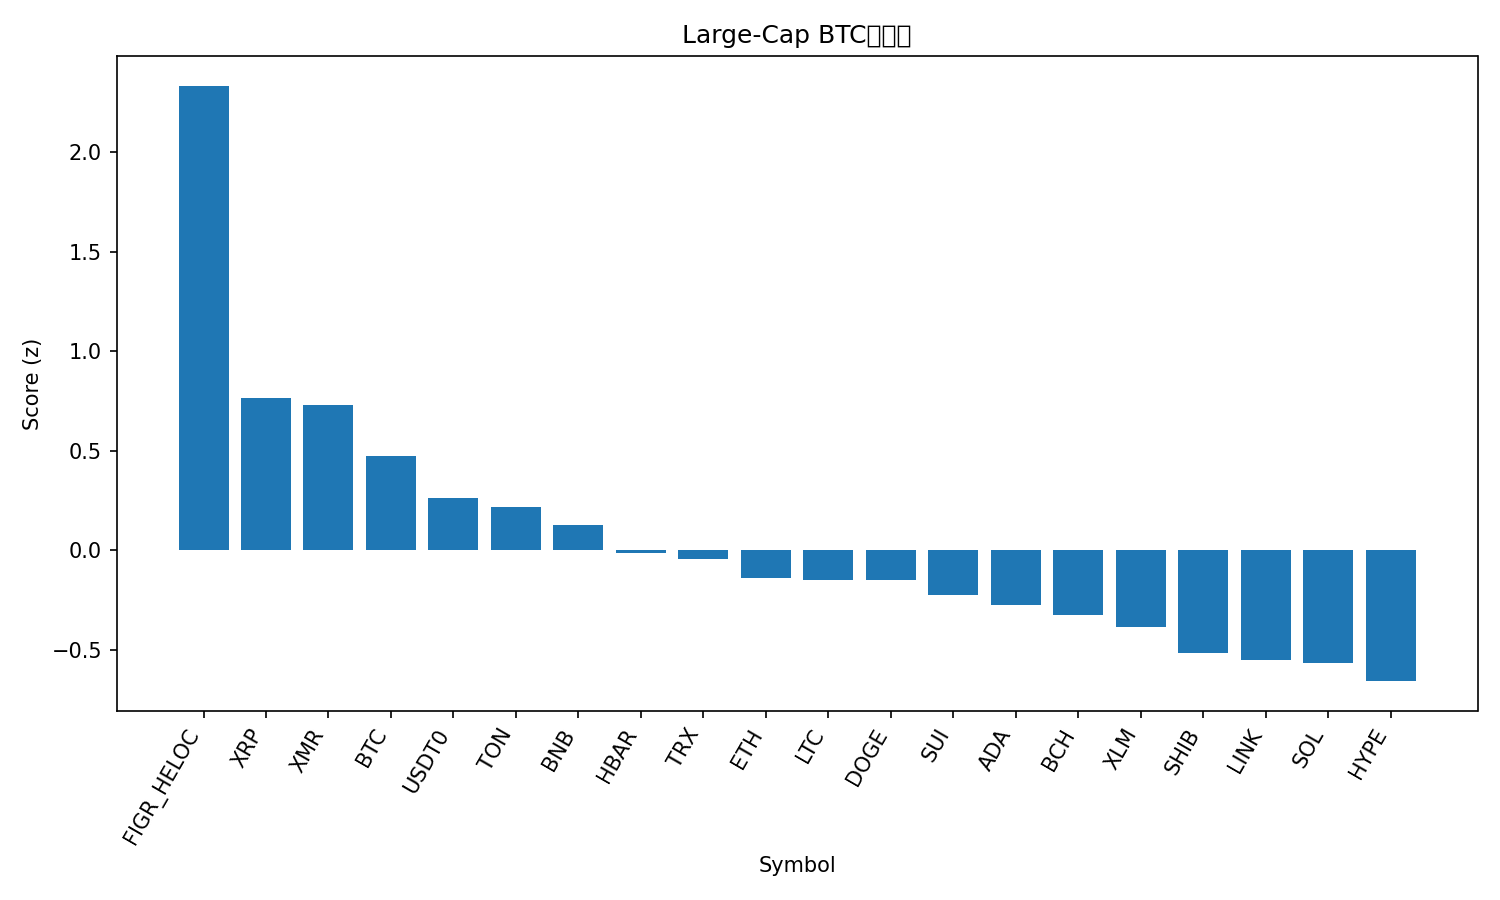 Large-Cap BTC
Score (z)
2.0
1.5
1.0
0.5
0.0
−0.5
FIGR_HELOC
XRP
XMR
BTC
USDT0
TON
BNB
HBAR
TRX
ETH
LTC
DOGE
SUI
ADA
BCH
XLM
SHIB
LINK
SOL
HYPE
Symbol